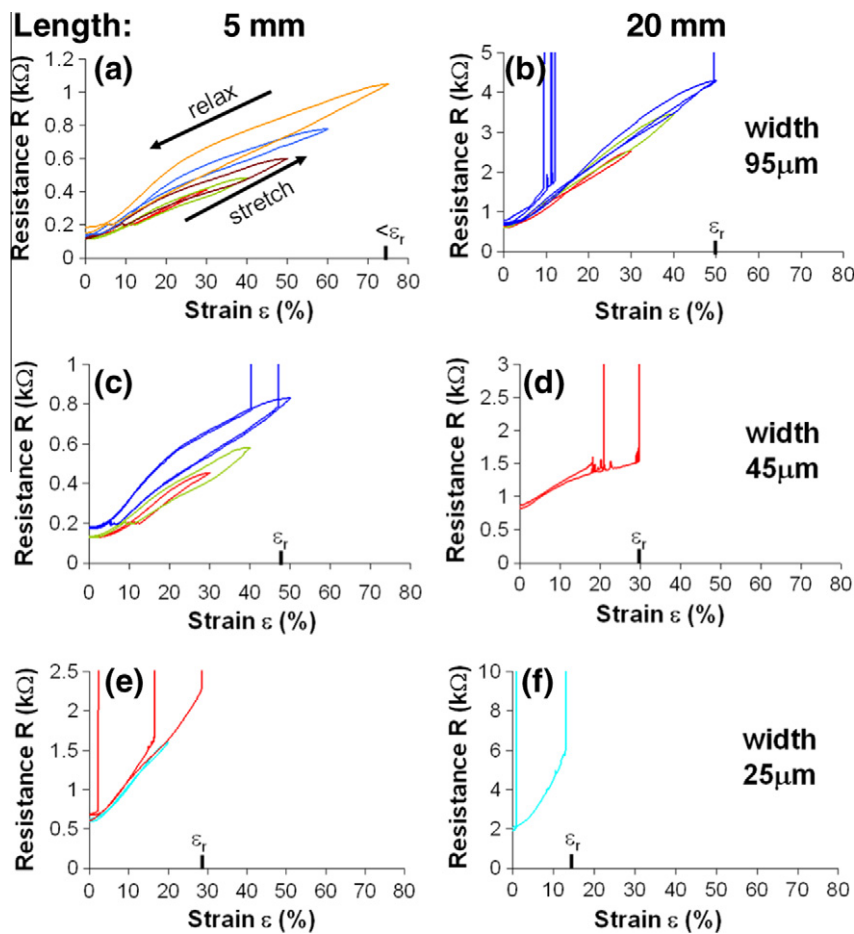 Length: 5 mm 20 mm
(a)
Resistance R (kΩ)
1.2
1
0.8
0.6
0.4
0.2
0
relax
stretch
<εr
0 10 20 30 40 50 60 70 80
Strain ε (%)
(b)
Resistance R (kΩ)
5
4
3
2
1
0
εr
0 10 20 30 40 50 60 70 80
Strain ε (%)
width
95μm
(c)
Resistance R (kΩ)
1
0.8
0.6
0.4
0.2
0
εr
0 10 20 30 40 50 60 70 80
Strain ε (%)
(d)
Resistance R (kΩ)
3
2.5
2
1.5
1
0.5
0
εr
0 10 20 30 40 50 60 70 80
Strain ε (%)
width
45μm
(e)
Resistance R (kΩ)
2.5
2
1.5
1
0.5
0
εr
0 10 20 30 40 50 60 70 80
Strain ε (%)
(f)
Resistance R (kΩ)
10
8
6
4
2
0
εr
0 10 20 30 40 50 60 70 80
Strain ε (%)
width
25μm